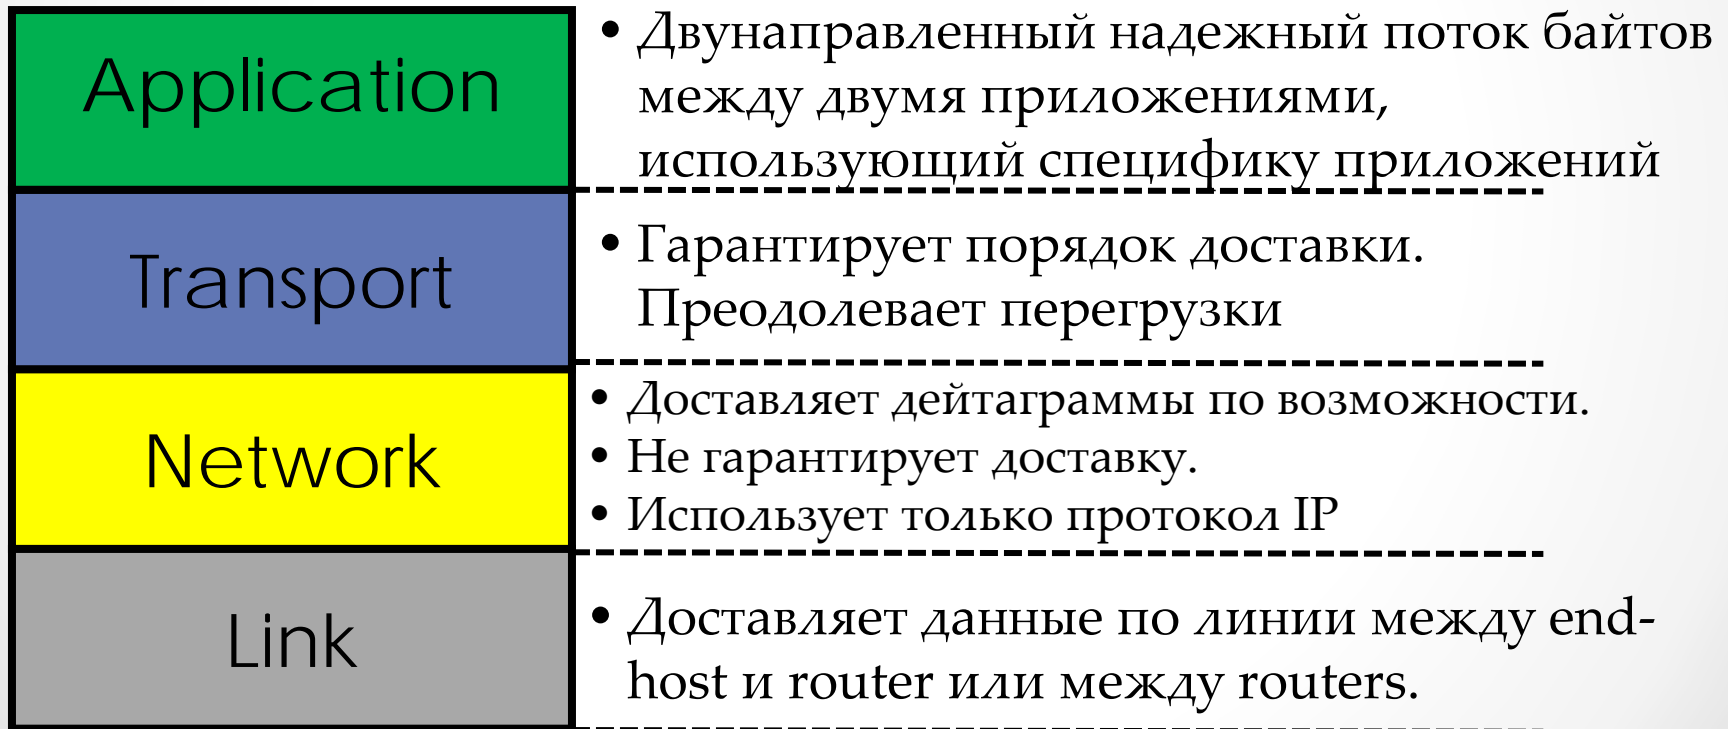 Application
• Двунаправленный надежный поток байтов
между двумя приложениями,
использующий специфику приложений
Transport
• Гарантирует порядок доставки.
Преодолевает перегрузки
Network
• Доставляет дейтаграммы по возможности.
• Не гарантирует доставку.
• Использует только протокол IP
Link
• Доставляет данные по линии между end-
host и router или между routers.